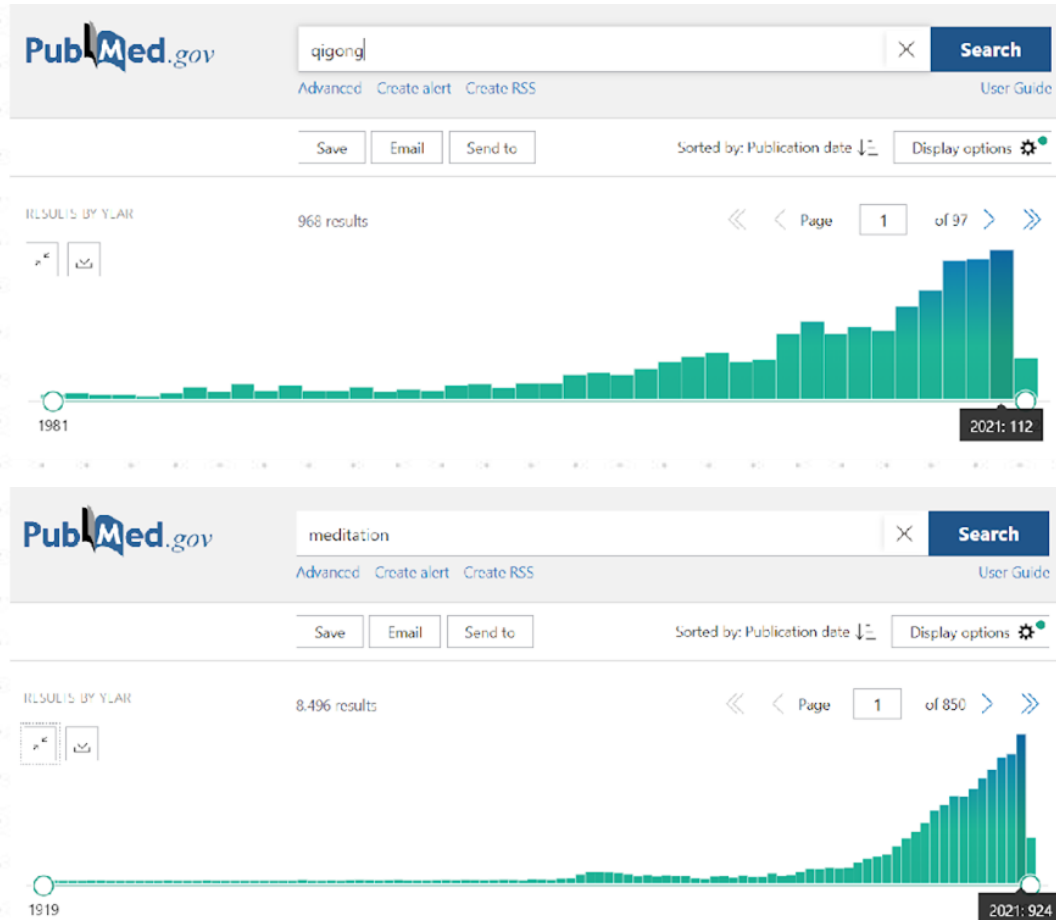 PubMed.gov
qigong
Search
Advanced Create alert Create RSS
User Guide
Save Email Send to
Sorted by: Publication date
Display options
RESULTS BY YEAR
968 results
Page 1 of 97
1981
2021: 112
PubMed.gov
meditation
Search
Advanced Create alert Create RSS
User Guide
Save Email Send to
Sorted by: Publication date
Display options
RESULTS BY YEAR
8.496 results
Page 1 of 850
1919
2021: 924